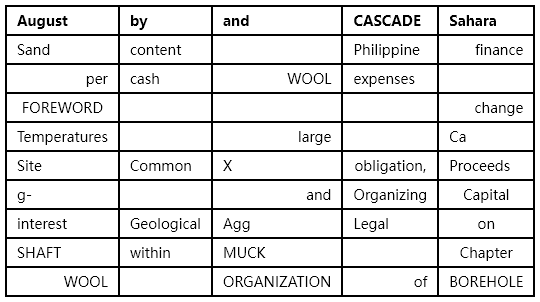 August by and CASCADE Sahara
Sand content Philippine finance
per cash WOOL expenses
FOREWORD change
Temperatures large Ca
Site Common X obligation, Proceeds
g- and Organizing Capital
interest Geological Agg Legal on
SHAFT within MUCK Chapter
WOOL ORGANIZATION of BOREHOLE